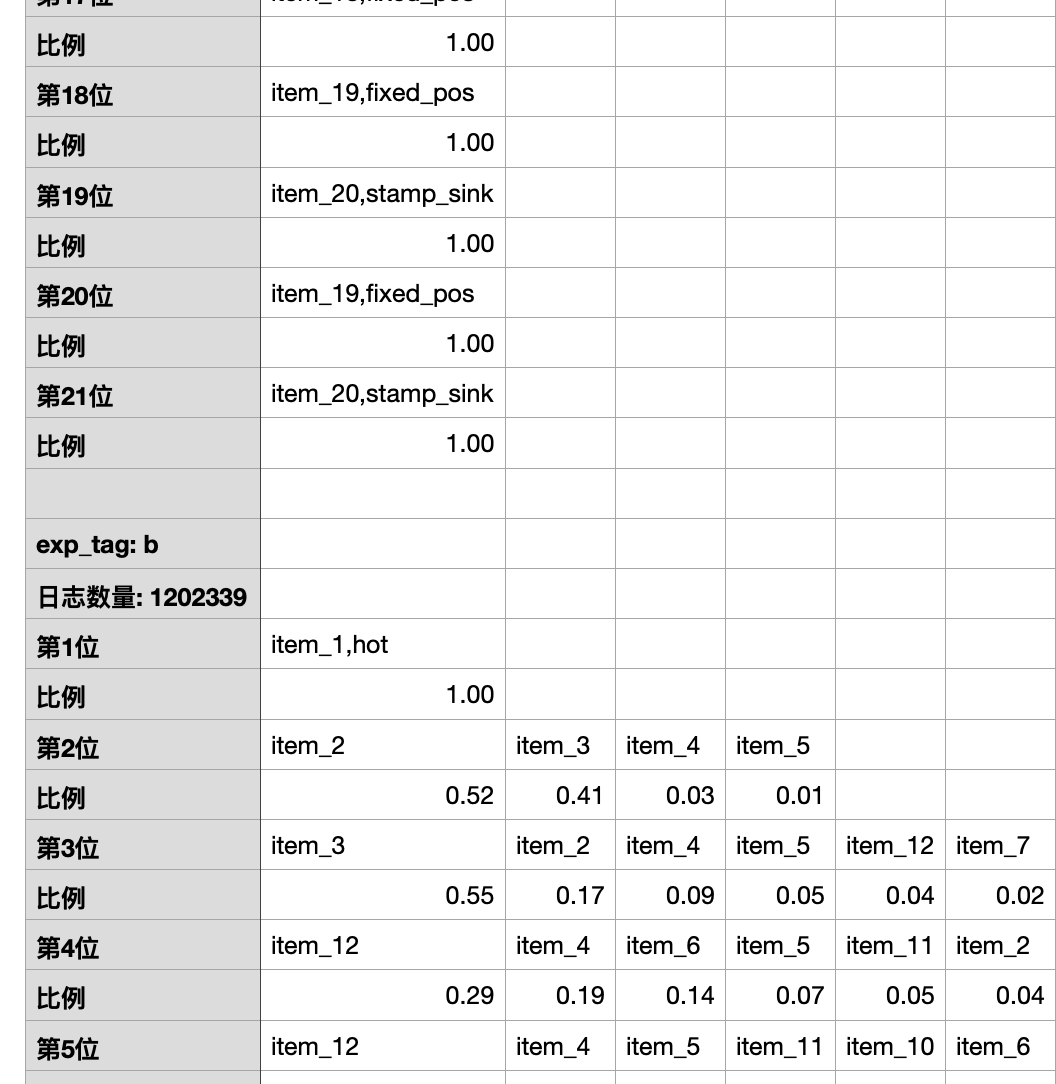 比例 1.00
第18位 item_19,fixed_pos
比例 1.00
第19位 item_20,stamp_sink
比例 1.00
第20位 item_19,fixed_pos
比例 1.00
第21位 item_20,stamp_sink
比例 1.00
exp_tag: b
日志数量: 1202339
第1位 item_1,hot
比例 1.00
第2位 item_2 item_3 item_4 item_5
比例 0.52 0.41 0.03 0.01
第3位 item_3 item_2 item_4 item_5 item_12 item_7
比例 0.55 0.17 0.09 0.05 0.04 0.02
第4位 item_12 item_4 item_6 item_5 item_11 item_2
比例 0.29 0.19 0.14 0.07 0.05 0.04
第5位 item_12 item_4 item_5 item_11 item_10 item_6